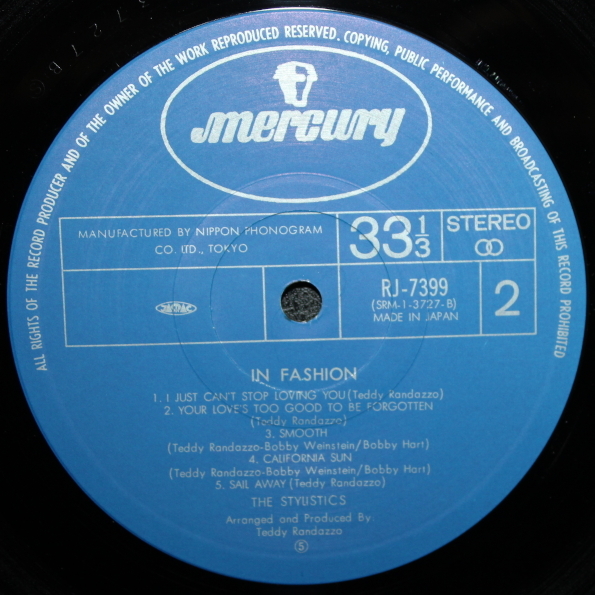 ALL RIGHTS OF THE RECORD PRODUCER AND OF THE OWNER OF THE WORK REPRODUCED RESERVED. COPYING, PUBLIC PERFORMANCE AND BROADCASTING OF THIS RECORD PROHIBITED
mercury
MANUFACTURED BY NIPPON PHONOGRAM
CO. LTD., TOKYO
33 1/3
STEREO
RJ-7399
(SRM-1-3727-B)
MADE IN JAPAN
2
IN FASHION
1. I JUST CAN'T STOP LOVING YOU (Teddy Randazzo)
2. YOUR LOVE'S TOO GOOD TO BE FORGOTTEN
(Teddy Randazzo)
3. SMOOTH
(Teddy Randazzo-Bobby Weinstein/Bobby Hart)
4. CALIFORNIA SUN
(Teddy Randazzo-Bobby Weinstein/Bobby Hart)
5. SAIL AWAY (Teddy Randazzo)
THE STYLISTICS
Arranged and Produced By:
Teddy Randazzo
Ⓢ